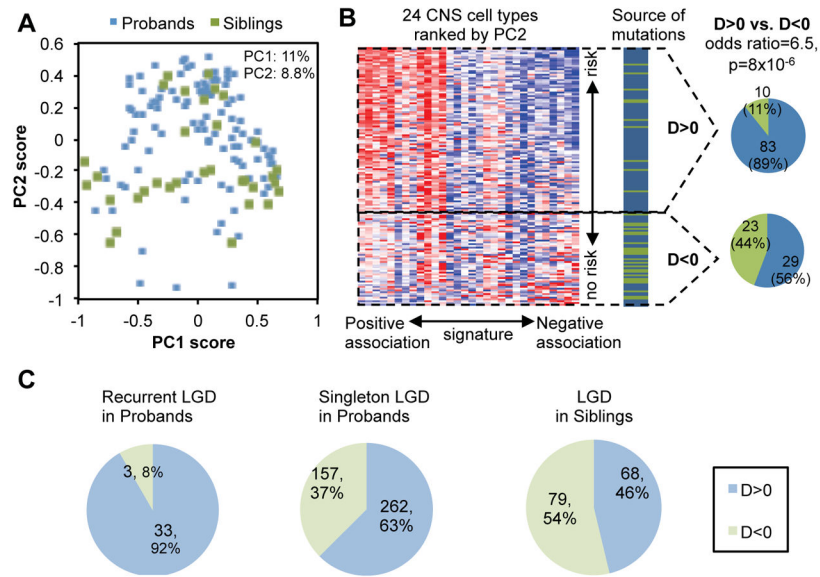 A
Probands Siblings
PC1: 11%
PC2: 8.8%
0.6
0.4
0.2
0
-0.2
-0.4
-0.6
-0.8
-1
-1 -0.5 0 0.5 1
PC2 score
PC1 score
B
24 CNS cell types
ranked by PC2
Source of
mutations
D>0 vs. D<0
odds ratio=6.5,
p=8x10⁻⁶
risk
no risk
D>0
D<0
10
(11%)
83
(89%)
23
(44%)
29
(56%)
Positive
association
signature
Negative
association
C
Recurrent LGD
in Probands
3, 8%
33,
92%
Singleton LGD
in Probands
157,
37%
262,
63%
LGD
in Siblings
79,
54%
68,
46%
D>0
D<0